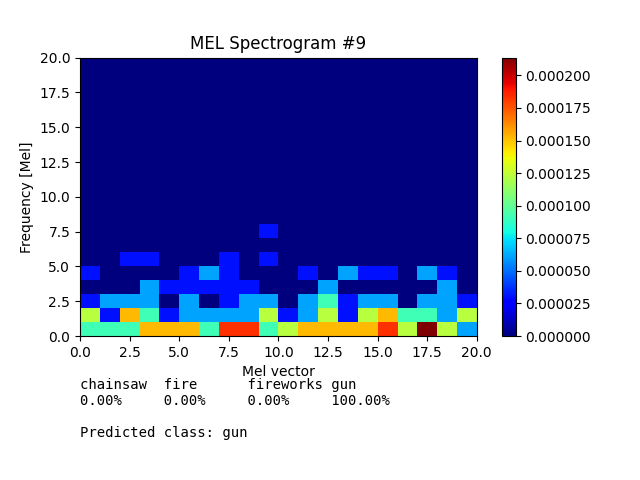 MEL Spectrogram #9
Frequency [Mel]
20.0
17.5
15.0
12.5
10.0
7.5
5.0
2.5
0.0
0.0 2.5 5.0 7.5 10.0 12.5 15.0 17.5 20.0
Mel vector
0.000200
0.000175
0.000150
0.000125
0.000100
0.000075
0.000050
0.000025
0.000000
chainsaw fire fireworks gun
0.00% 0.00% 0.00% 100.00%
Predicted class: gun